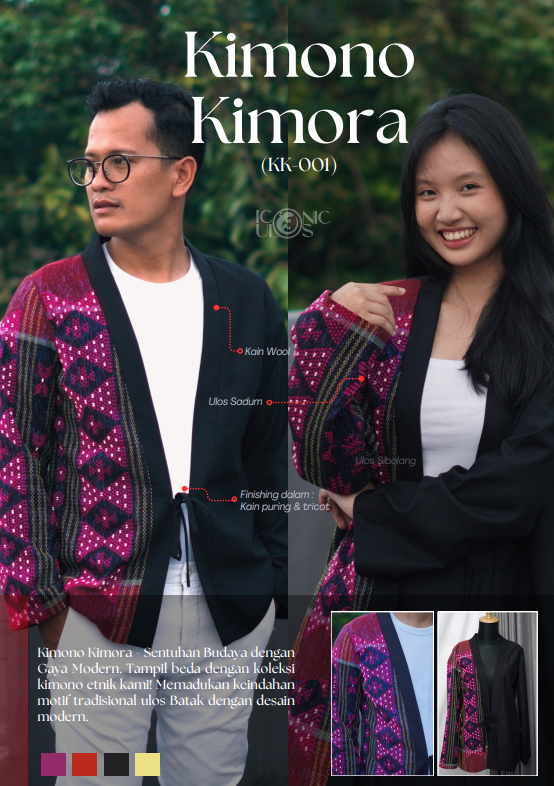 Kimono
Kimora
(KK-001)
ICONIC
ULOS
Kain Wool
Ulos Sadum
Ulos Sibolang
Finishing dalam :
Kain puring & tricot
Kimono Kimora - Sentuhan Budaya dengan
Gaya Modern. Tampil beda dengan koleksi
kimono etnik kami! Memadukan keindahan
motif tradisional ulos Batak dengan desain
modern.